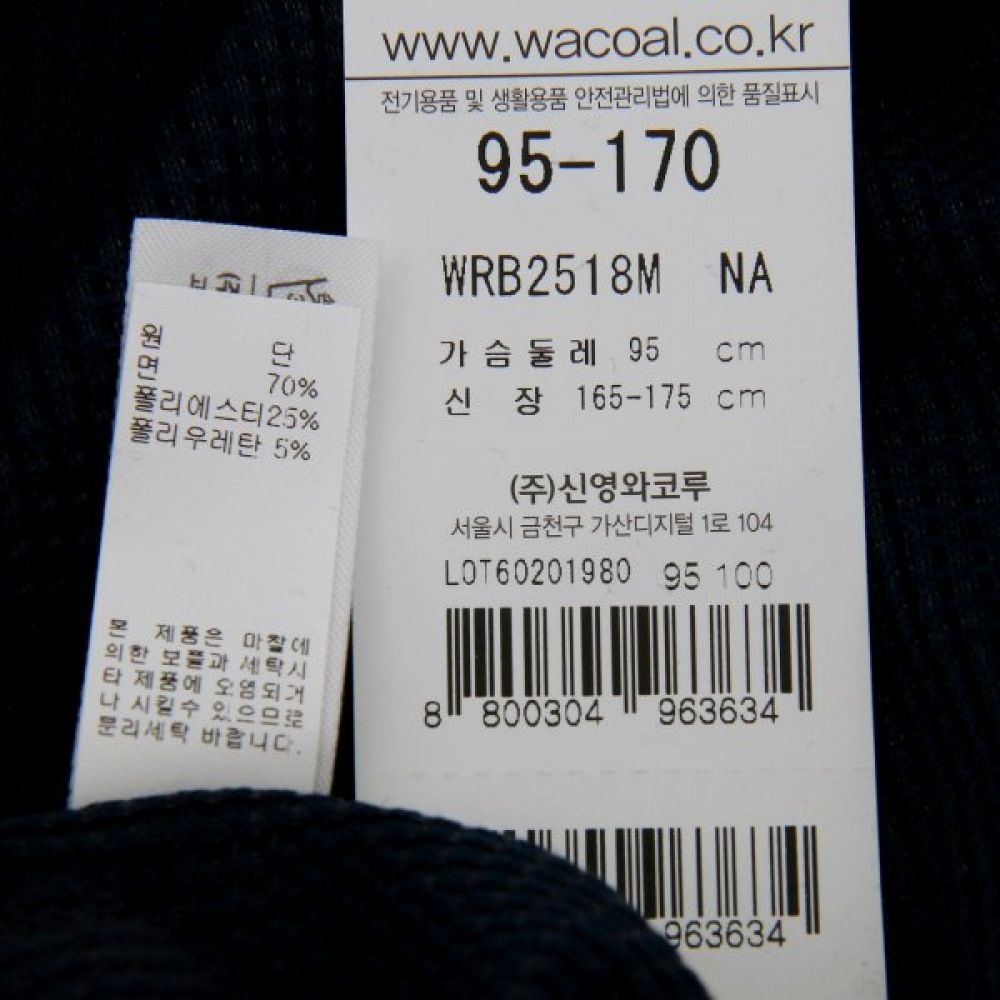 www.wacoal.co.kr
전기용품 및 생활용품 안전관리법에 의한 품질표시
95-170
WRB2518M NA
가슴둘레 95 cm
신 장 165-175 cm
(주)신영와코루
서울시 금천구 가산디지털 1로 104
LOT60201980 95 100
8 800304 963634
963634
원 단
면 70%
폴리에스터25%
폴리우레탄 5%
본 제품은 마찰에
의한 보풀과 세탁시
타 제품에 오염되거
나 시킬수 있으므로
분리세탁 바랍니다.